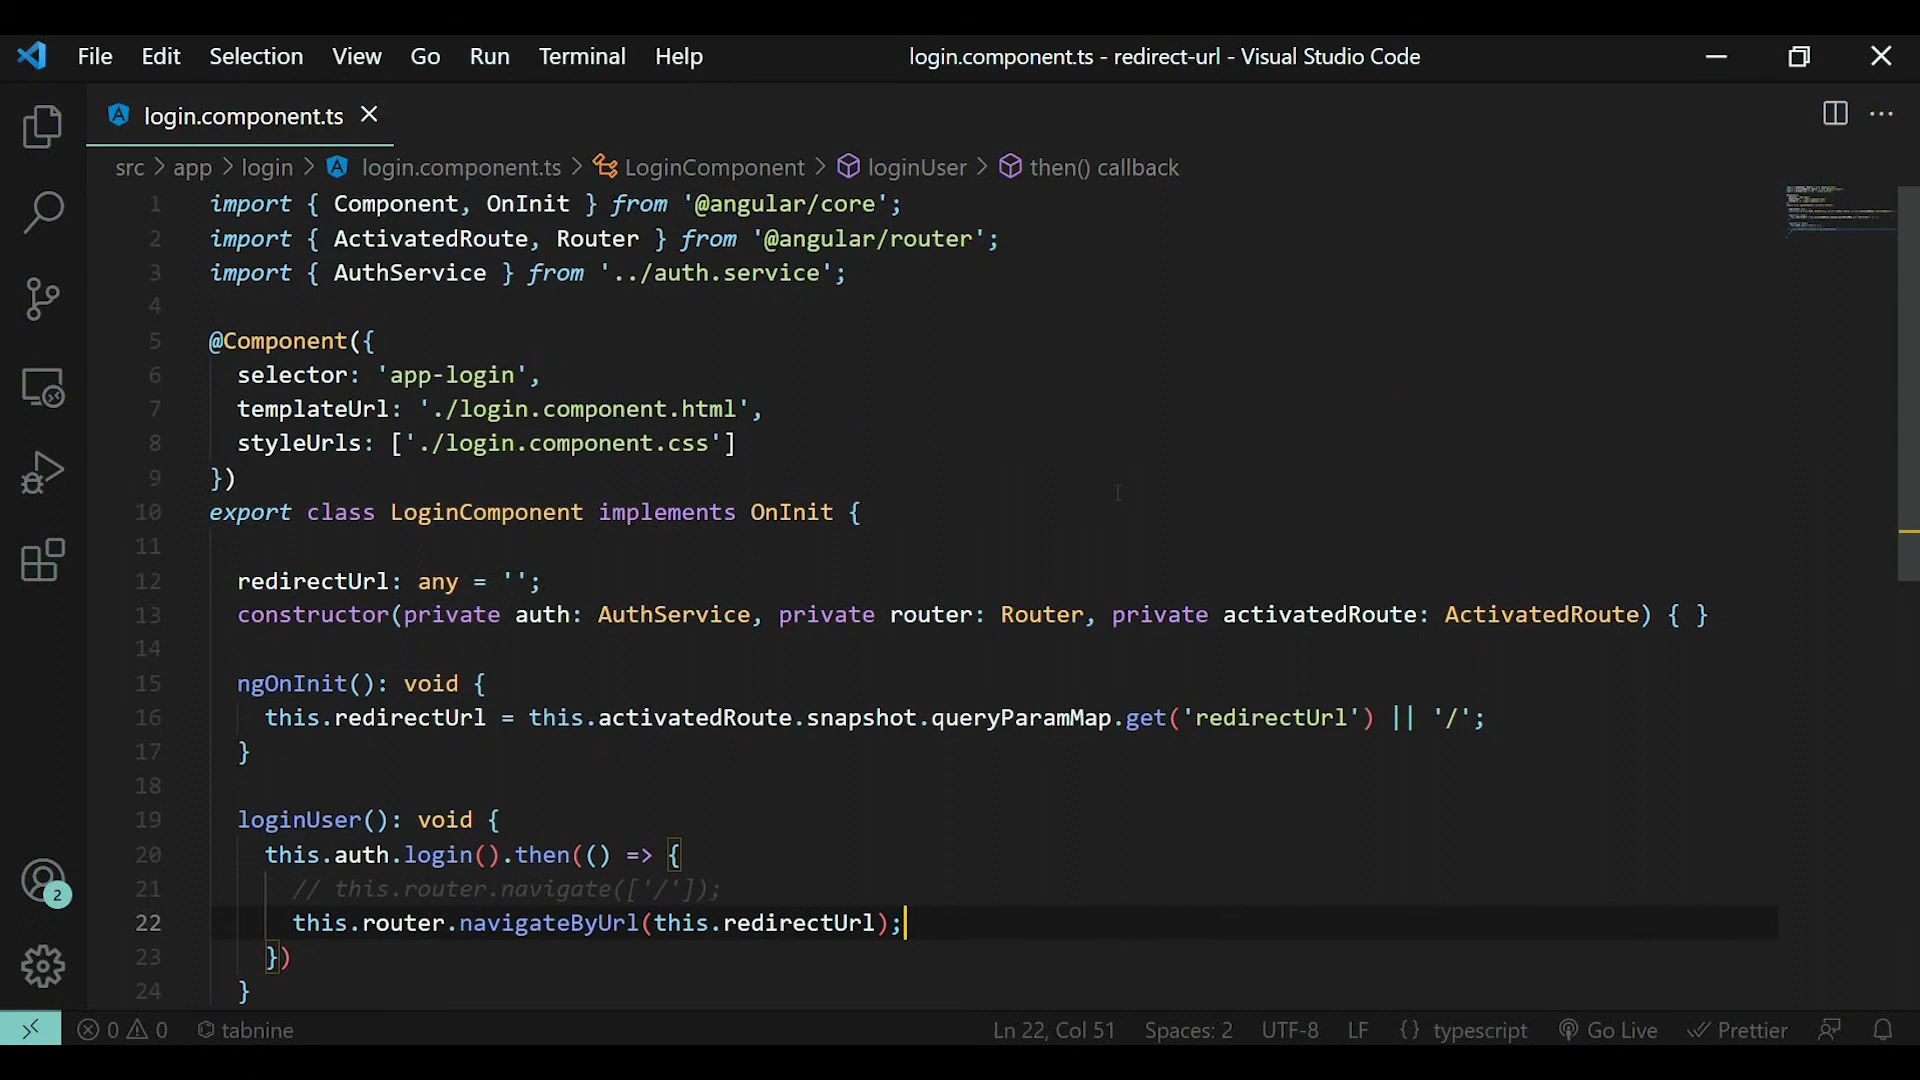 File Edit Selection View Go Run Terminal Help login.component.ts - redirect-url - Visual Studio Code
login.component.ts
src > app > login > login.component.ts > LoginComponent > loginUser > then() callback
1 import { Component, OnInit } from '@angular/core';
2 import { ActivatedRoute, Router } from '@angular/router';
3 import { AuthService } from '../auth.service';
4
5 @Component({
6 selector: 'app-login',
7 templateUrl: './login.component.html',
8 styleUrls: ['./login.component.css']
9 })
10 export class LoginComponent implements OnInit {
11
12 redirectUrl: any = '';
13 constructor(private auth: AuthService, private router: Router, private activatedRoute: ActivatedRoute) { }
14
15 ngOnInit(): void {
16 this.redirectUrl = this.activatedRoute.snapshot.queryParamMap.get('redirectUrl') || '/';
17 }
18
19 loginUser(): void {
20 this.auth.login().then(() => {
21 // this.router.navigate(['/']);
22 this.router.navigateByUrl(this.redirectUrl);
23 })
24 }
2
0 0 tabnine Ln 22, Col 51 Spaces: 2 UTF-8 LF {} typescript Go Live Prettier